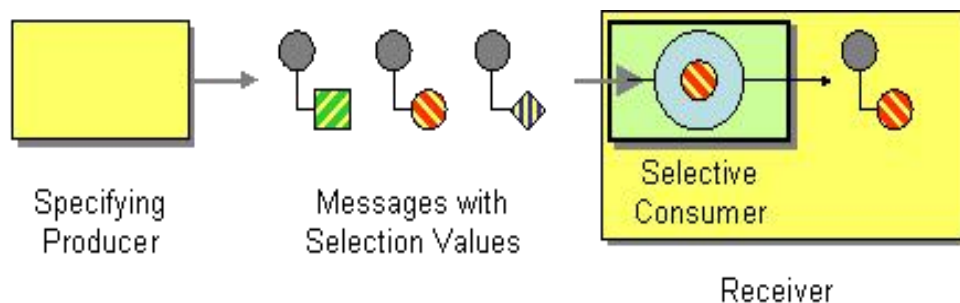 Specifying
Producer
Messages with
Selection Values
Selective
Consumer
Receiver